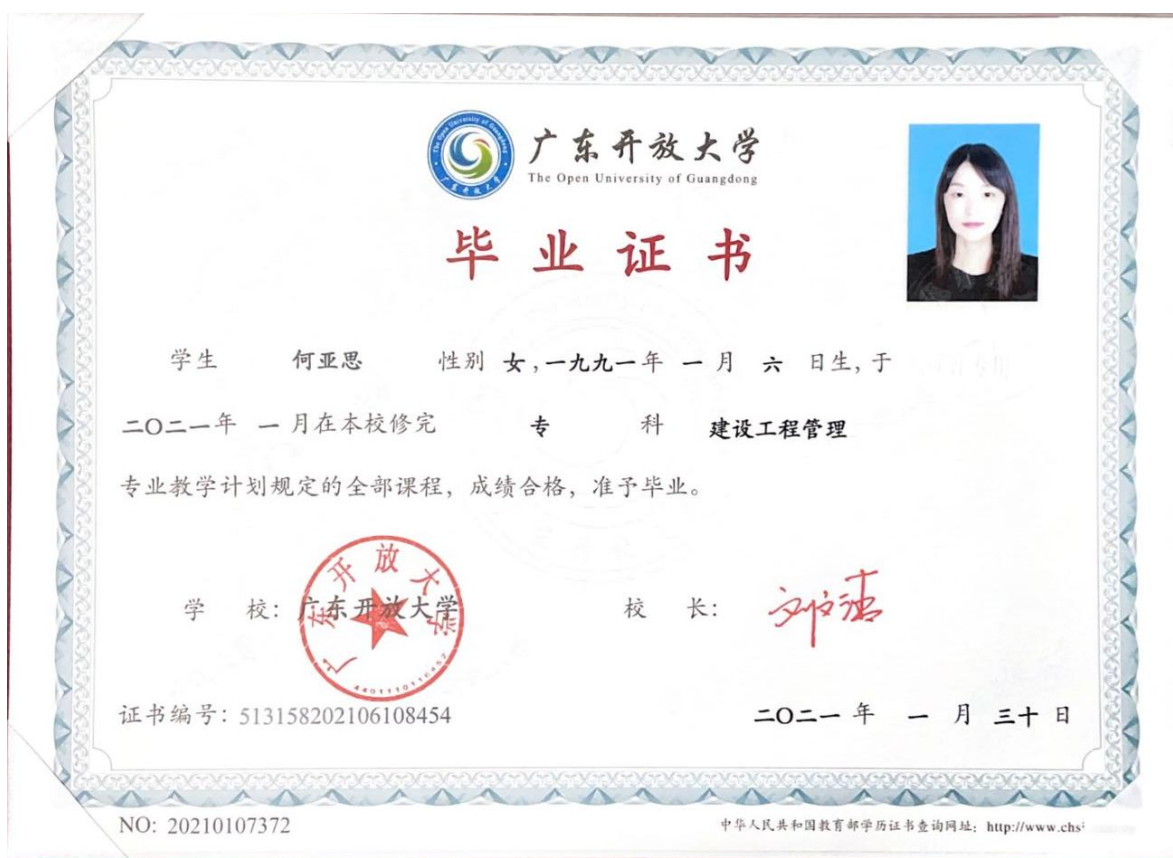 广东开放大学
The Open University of Guangdong
毕业证书
学生 何亚思 性别 女,一九九一年 一 月 六 日生,于
二〇二一年 一 月在本校修完 专 科 建设工程管理
专业教学计划规定的全部课程，成绩合格，准予毕业。
学 校：广东开放大学 校 长：
广东开放大学
证书编号：513158202106108454 二〇二一 年 一 月 三十 日
NO: 20210107372 中华人民共和国教育部学历证书查询网址：http://www.chs